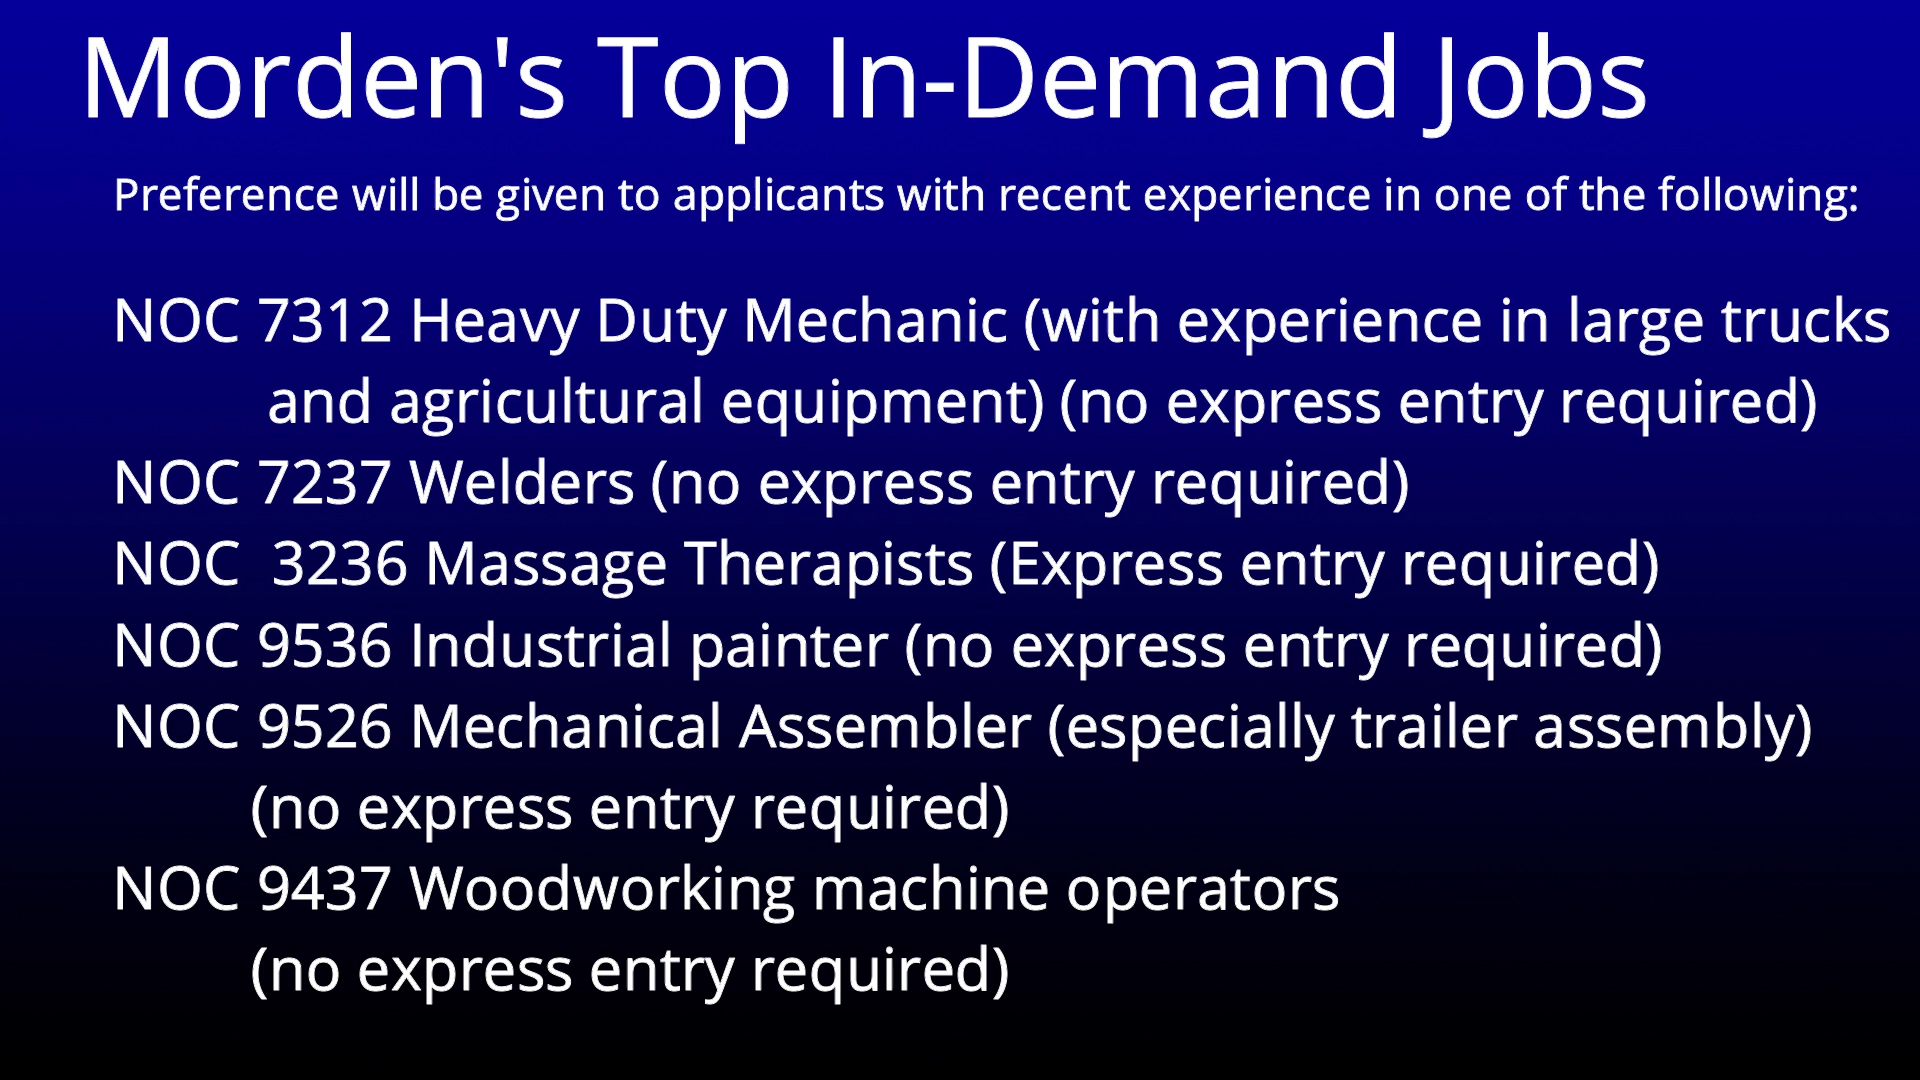 Morden's Top In-Demand Jobs
Preference will be given to applicants with recent experience in one of the following:
NOC 7312 Heavy Duty Mechanic (with experience in large trucks
and agricultural equipment) (no express entry required)
NOC 7237 Welders (no express entry required)
NOC  3236 Massage Therapists (Express entry required)
NOC 9536 Industrial painter (no express entry required)
NOC 9526 Mechanical Assembler (especially trailer assembly)
(no express entry required)
NOC 9437 Woodworking machine operators
(no express entry required)